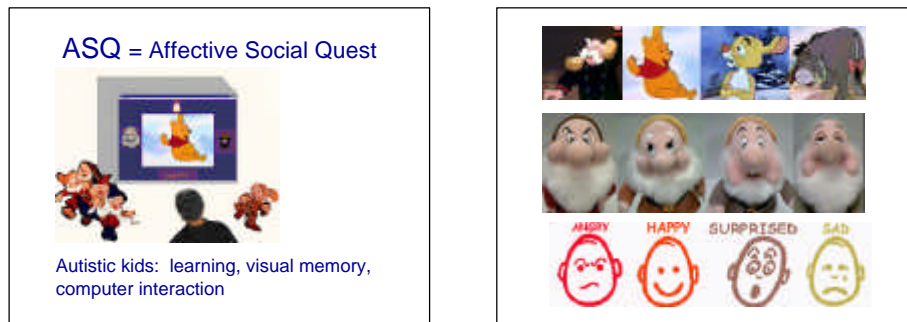 ASQ = Affective Social Quest
Autistic kids: learning, visual memory,
computer interaction
ANGRY HAPPY SURPRISED SAD